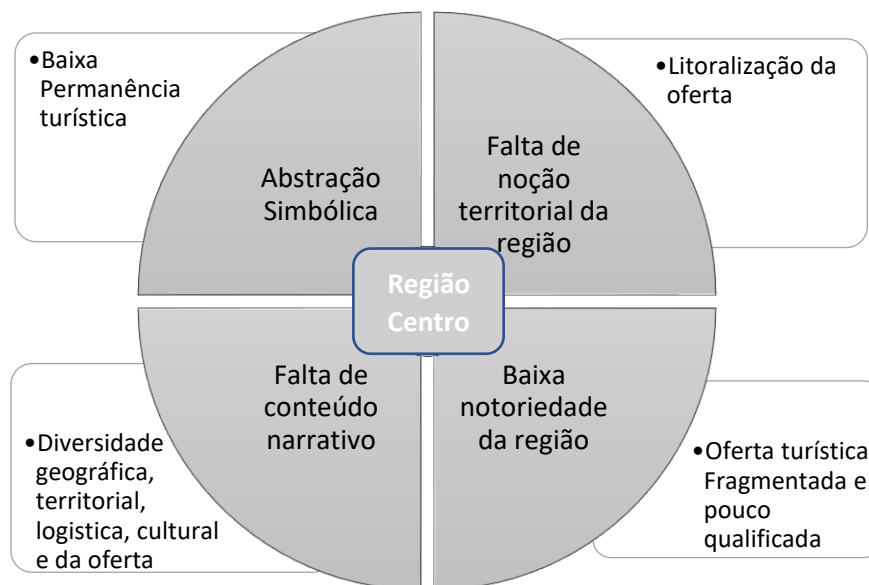 •Baixa
Permanência
turística
•Litoralização da
oferta
Abstração
Simbólica
Falta de
noção
territorial da
região
Região
Centro
Falta de
conteúdo
narrativo
Baixa
notoriedade
da região
•Diversidade
geográfica,
territorial,
logistica, cultural
e da oferta
•Oferta turística
Fragmentada e
pouco
qualificada